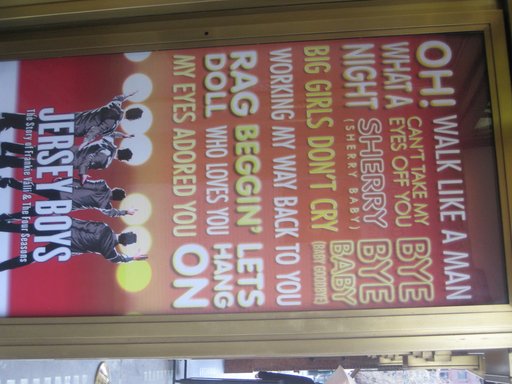 OH! WALK LIKE A MAN
WHAT A NIGHT
CAN'T TAKE MY EYES OFF YOU
BYE BYE BABY
SHERRY
(SHERRY BABY)
(BABY GOODBYE)
BIG GIRLS DON'T CRY
WORKING MY WAY BACK TO YOU
RAG DOLL
BEGGIN'
LETS HANG ON
WHO LOVES YOU
MY EYES ADORED YOU
JERSEY BOYS
The Story of Frankie Valli & The Four Seasons